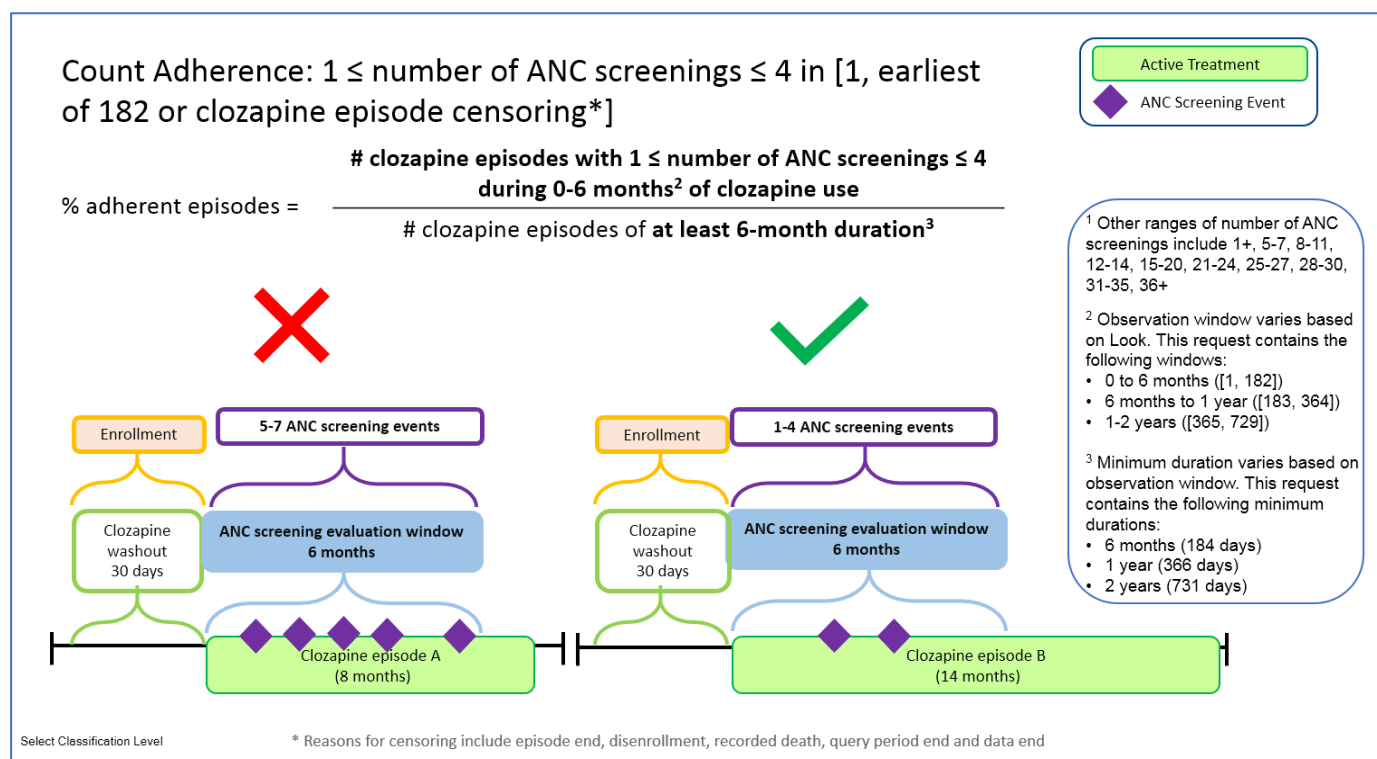 Count Adherence: 1 ≤ number of ANC screenings ≤ 4 in [1, earliest
of 182 or clozapine episode censoring*]
Active Treatment
ANC Screening Event
% adherent episodes =
# clozapine episodes with 1 ≤ number of ANC screenings ≤ 4
during 0-6 months² of clozapine use
# clozapine episodes of at least 6-month duration³
¹ Other ranges of number of ANC
screenings include 1+, 5-7, 8-11,
12-14, 15-20, 21-24, 25-27, 28-30,
31-35, 36+
² Observation window varies based
on Look. This request contains the
following windows:
• 0 to 6 months ([1, 182])
• 6 months to 1 year ([183, 364])
• 1-2 years ([365, 729])
³ Minimum duration varies based on
observation window. This request
contains the following minimum
durations:
• 6 months (184 days)
• 1 year (366 days)
• 2 years (731 days)
Enrollment
5-7 ANC screening events
Clozapine
washout
30 days
ANC screening evaluation window
6 months
Clozapine episode A
(8 months)
Enrollment
1-4 ANC screening events
Clozapine
washout
30 days
ANC screening evaluation window
6 months
Clozapine episode B
(14 months)
Select Classification Level
* Reasons for censoring include episode end, disenrollment, recorded death, query period end and data end